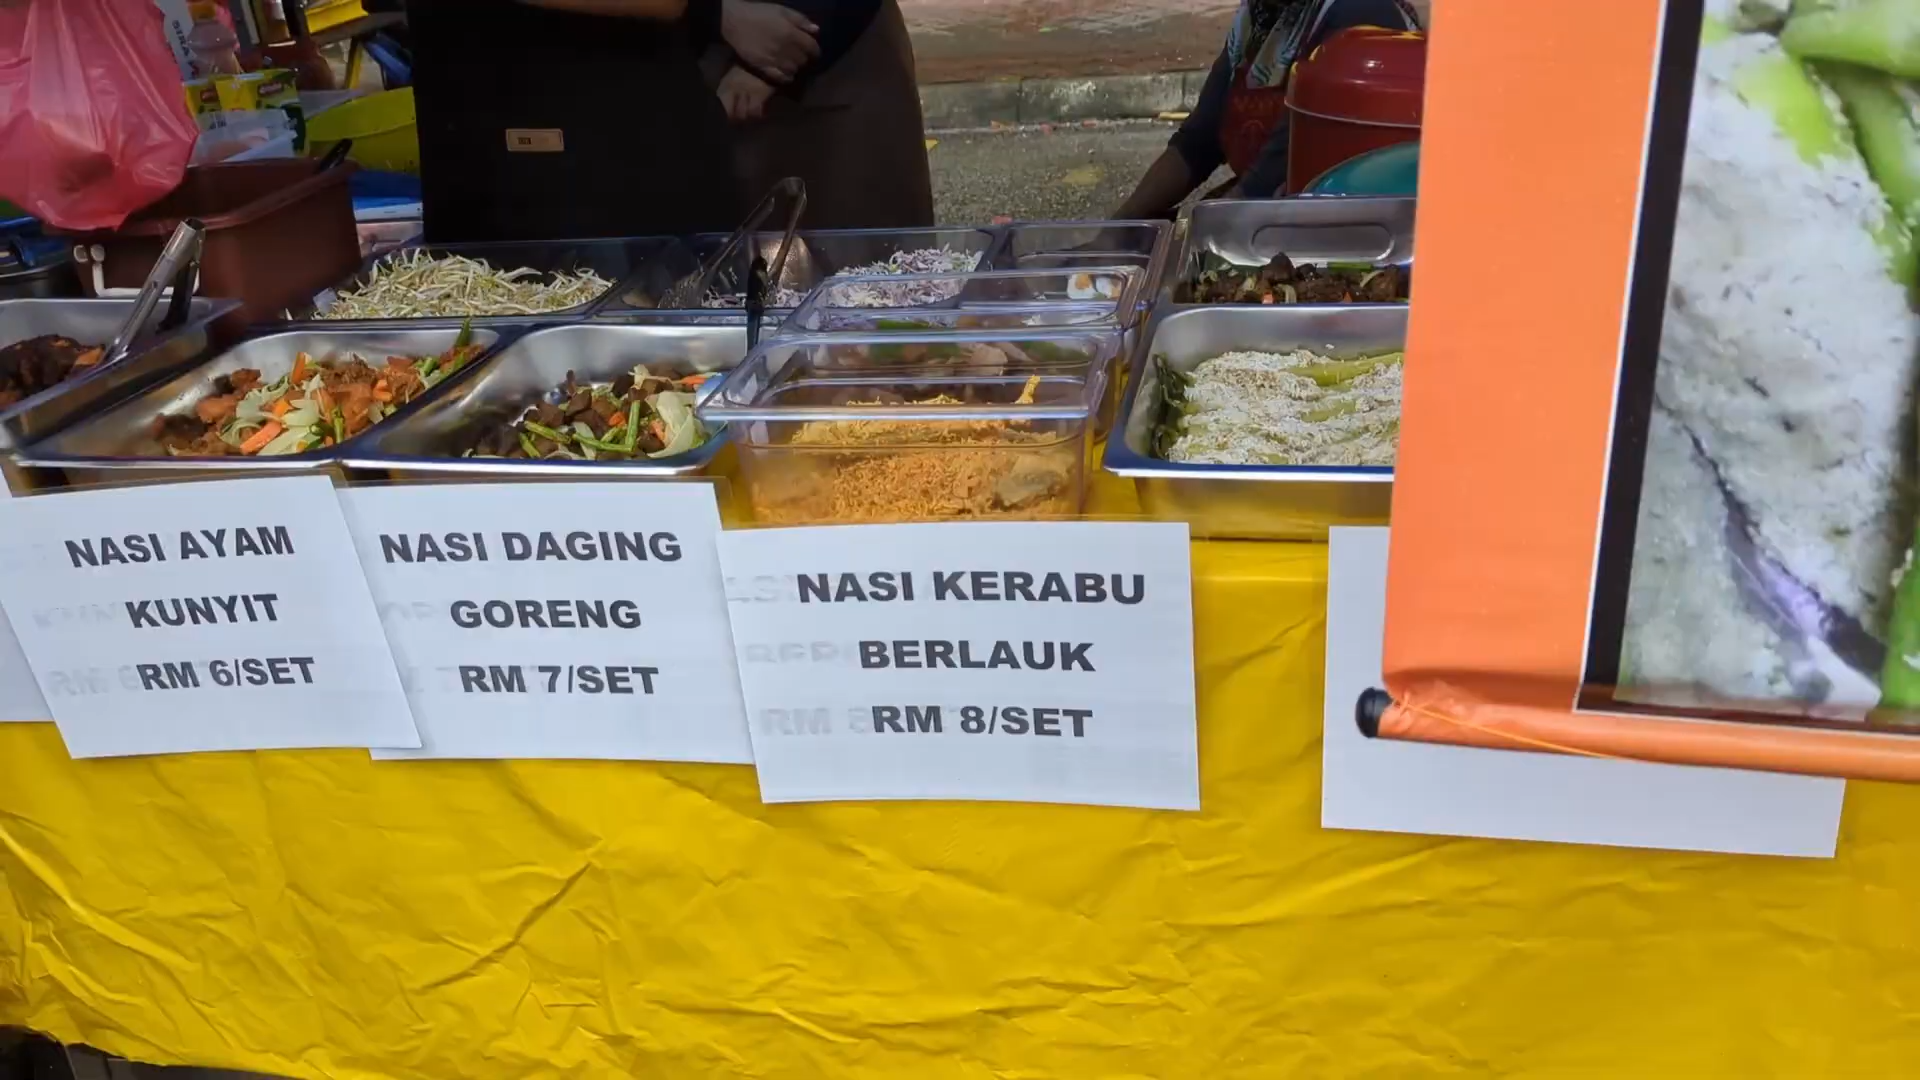 NASI AYAM
KUNYIT
RM 6/SET
NASI DAGING
GORENG
RM 7/SET
NASI KERABU
BERLAUK
RM 8/SET